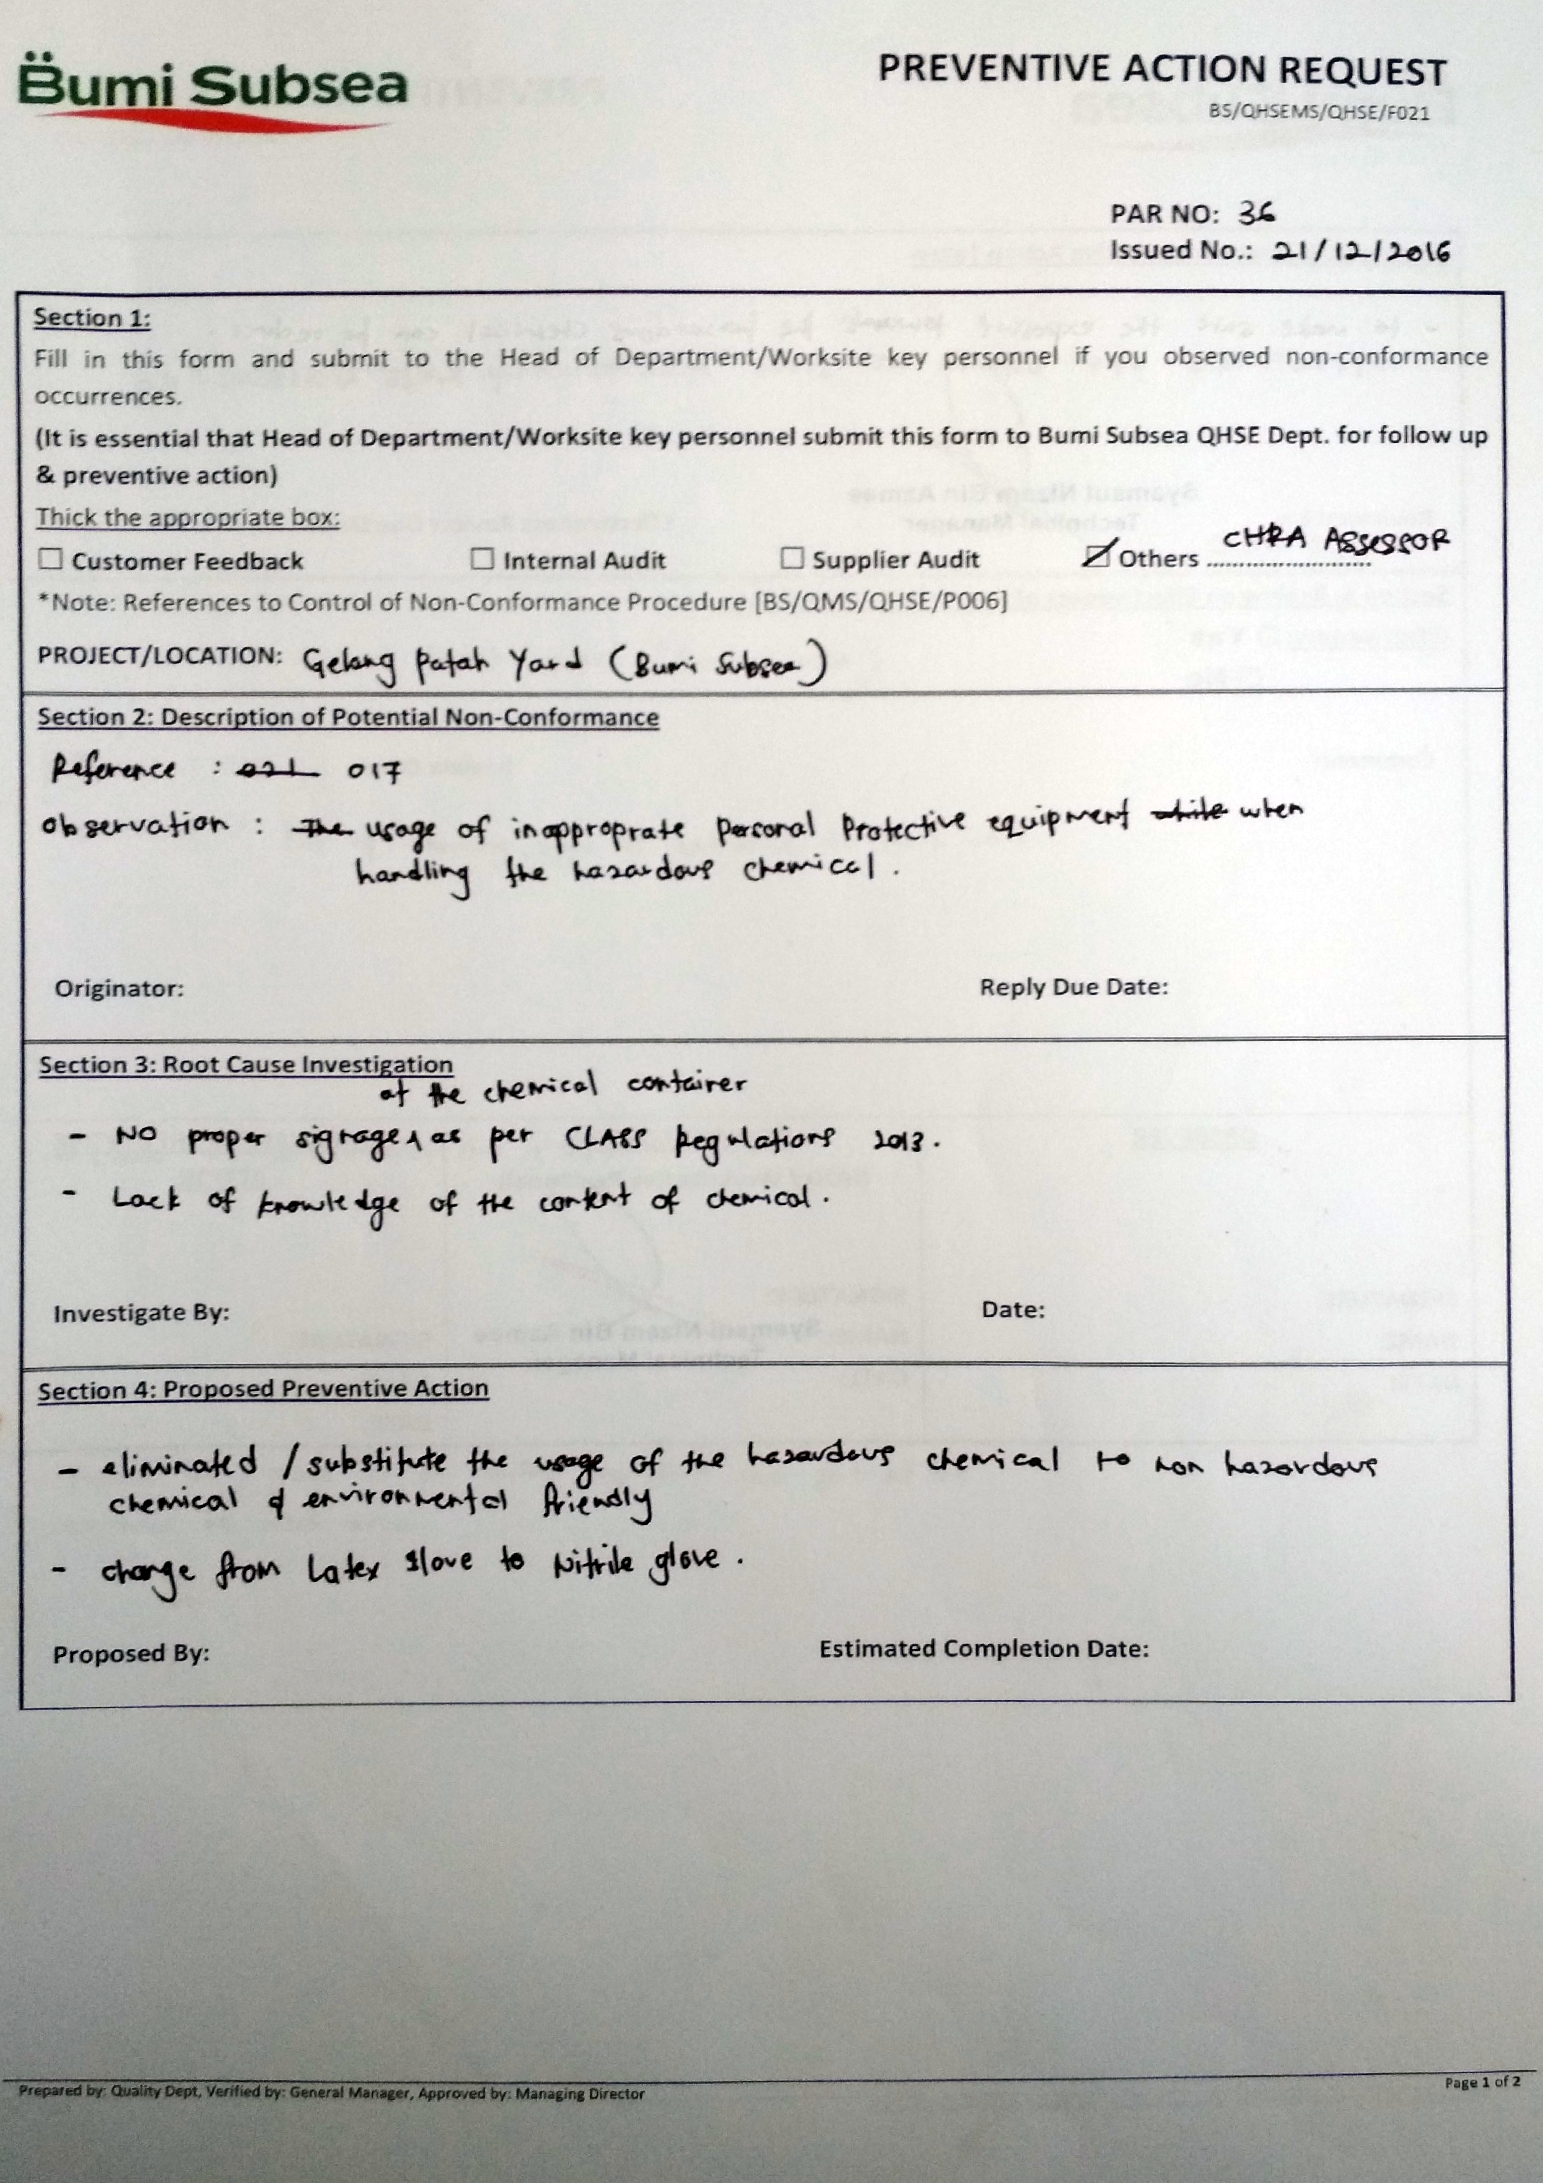 Bumi Subsea
PREVENTIVE ACTION REQUEST
BS/QHSEMS/QHSE/F021
PAR NO: 36
Issued No.: 21/12/2016
Section 1:
Fill in this form and submit to the Head of Department/Worksite key personnel if you observed non-conformance
occurrences.
(It is essential that Head of Department/Worksite key personnel submit this form to Bumi Subsea QHSE Dept. for follow up
& preventive action)
Thick the appropriate box:
☐ Customer Feedback ☐ Internal Audit ☐ Supplier Audit ☑ Others CHRA ASSESSOR
*Note: References to Control of Non-Conformance Procedure [BS/QMS/QHSE/P006]
PROJECT/LOCATION: Gelang Patah Yard (Bumi Subsea)
Section 2: Description of Potential Non-Conformance
Reference : 021 017
Observation : The usage of inapproprate Personal Protective equipment while when
handling the hazardous chemical.
Originator: Reply Due Date:
Section 3: Root Cause Investigation
at the chemical container
- NO proper signage as per CLASS Regulations 2013.
- Lack of knowledge of the content of chemical.
Investigate By: Date:
Section 4: Proposed Preventive Action
- eliminated / substitute the usage of the hazardous chemical to non hazardous
chemical & environmental friendly
- change from Latex glove to Nitrile glove.
Proposed By: Estimated Completion Date:
Prepared by: Quality Dept, Verified by: General Manager, Approved by: Managing Director
Page 1 of 2